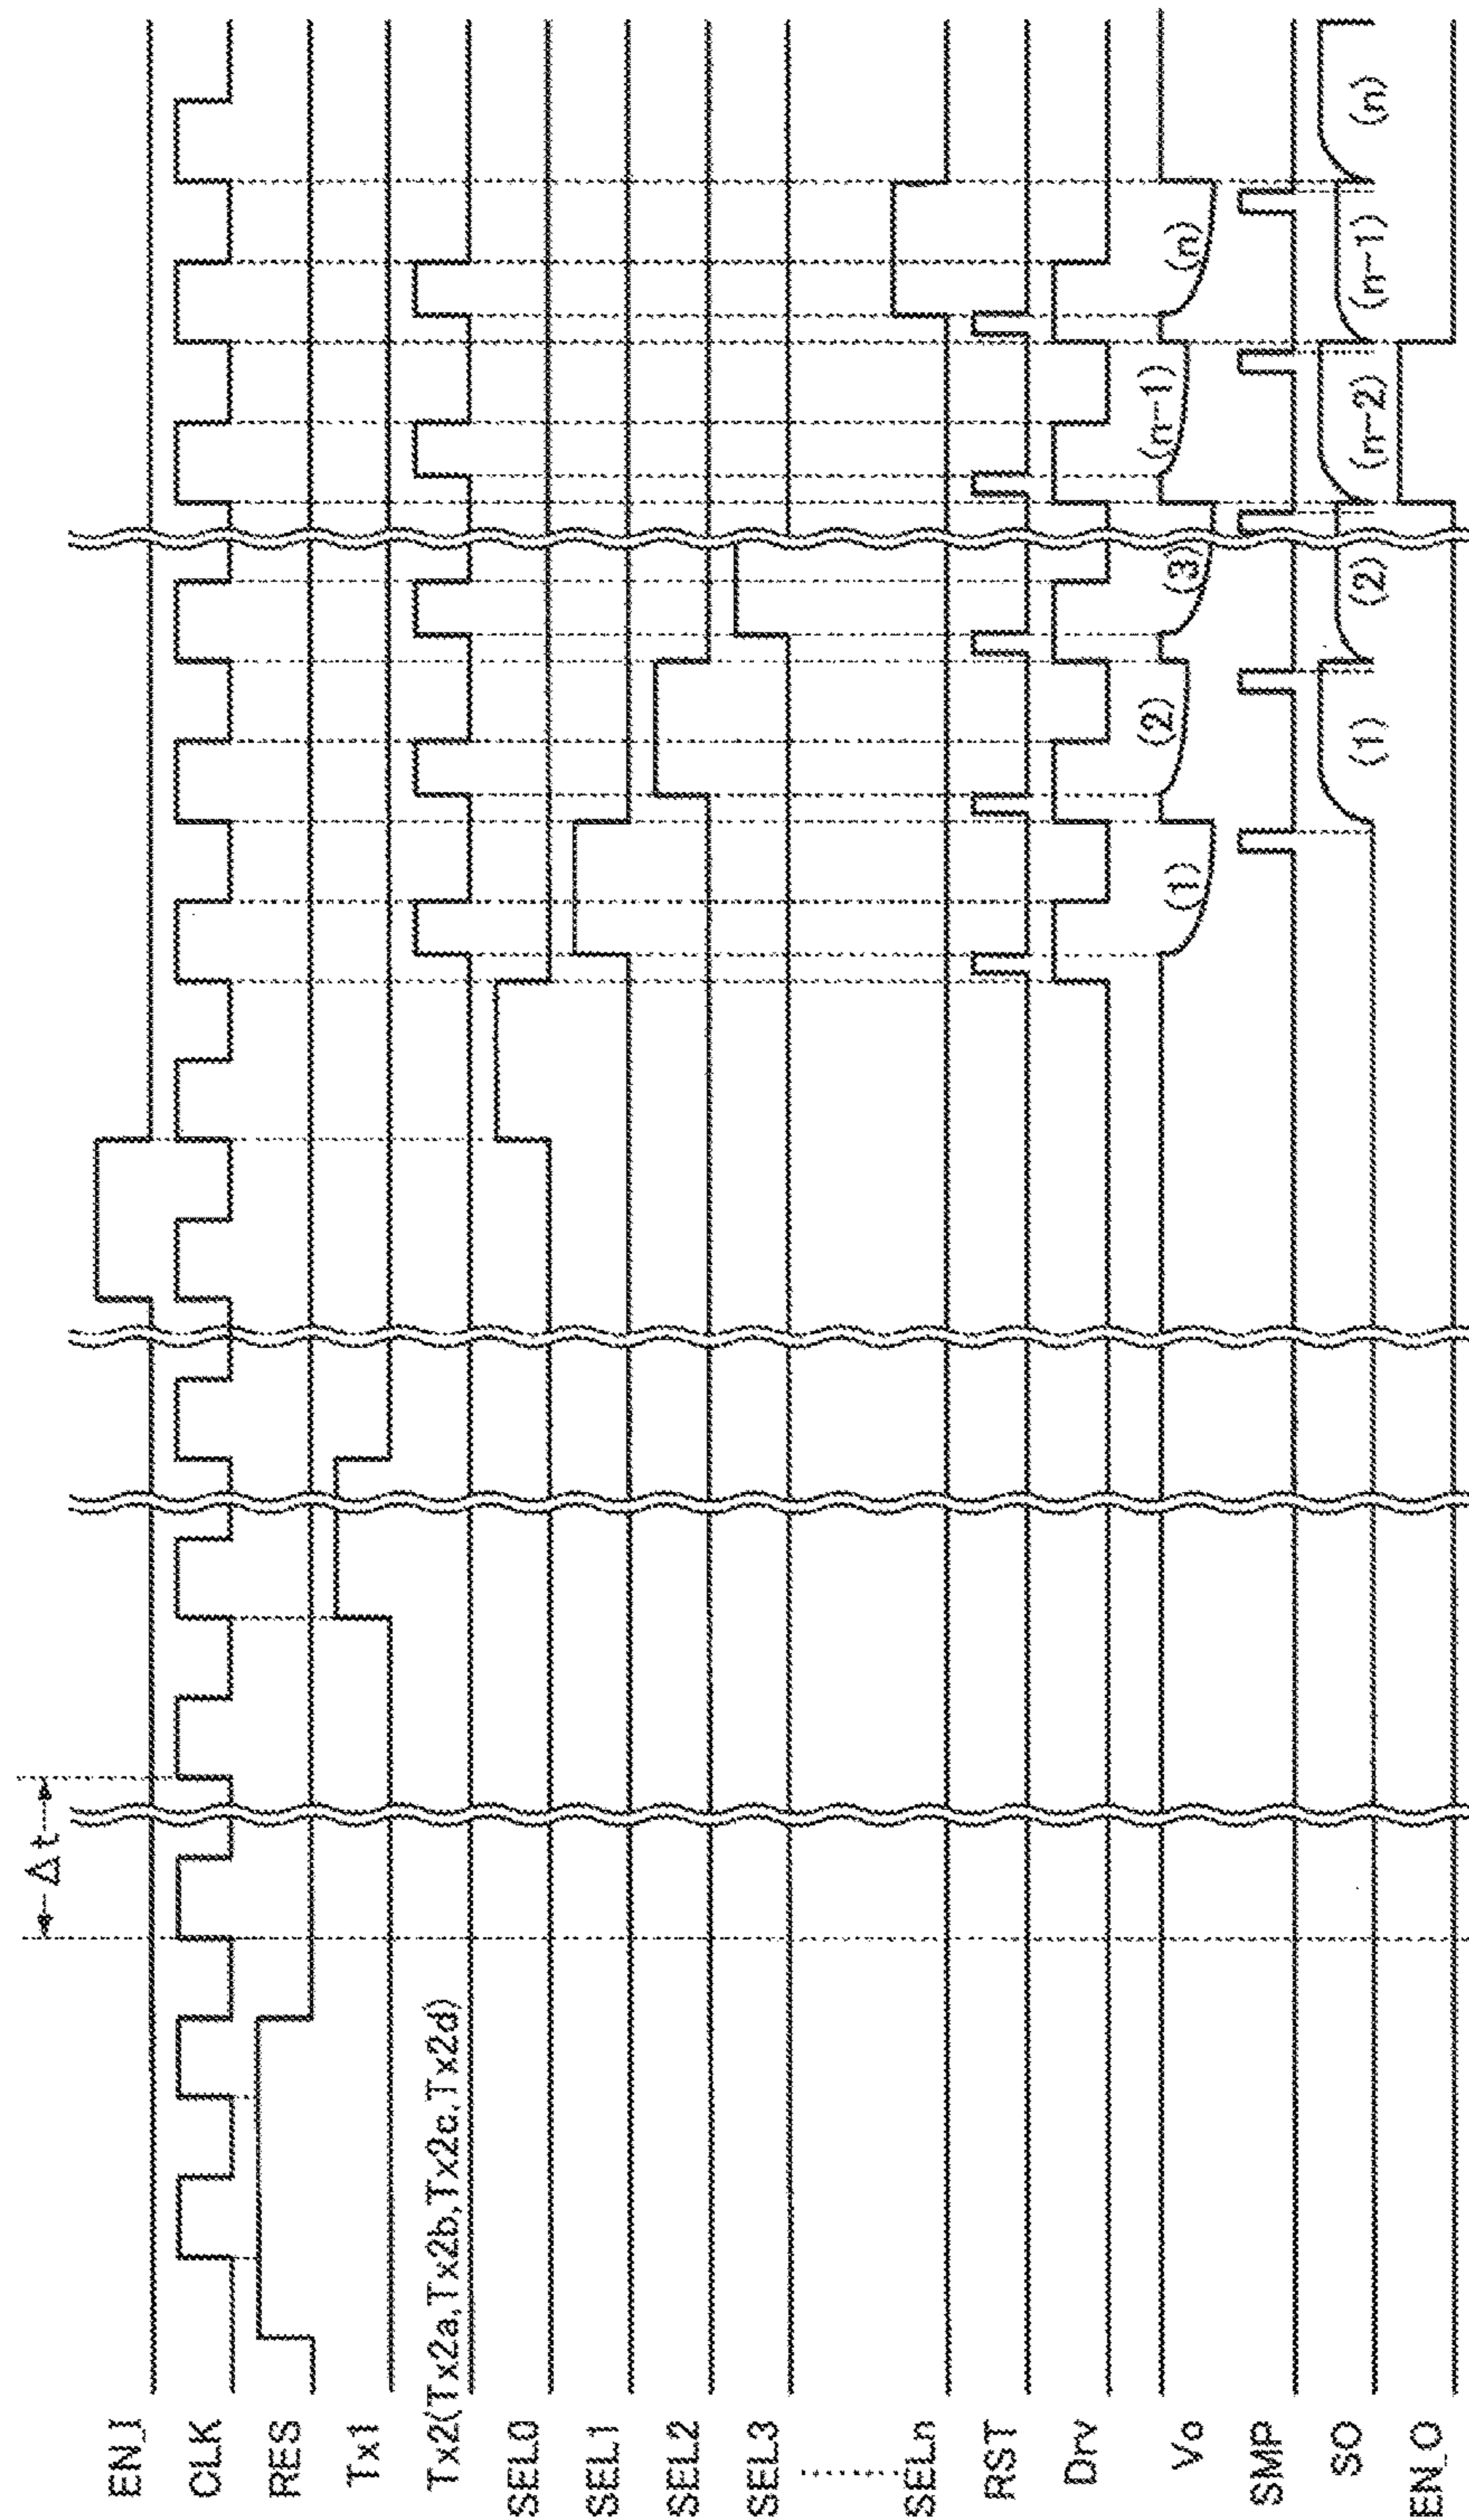 Δt
EN_I
CLK
RES
Tx1
Tx2(Tx2a,Tx2b,Tx2c,Tx2d)
SEL0
SEL1
SEL2
SEL3
SELn
RST
Drv
Vo
(1)
(2)
(3)
(n-1)
(n)
SMP
SO
(1)
(2)
(n-2)
(n-1)
(n)
EN_O